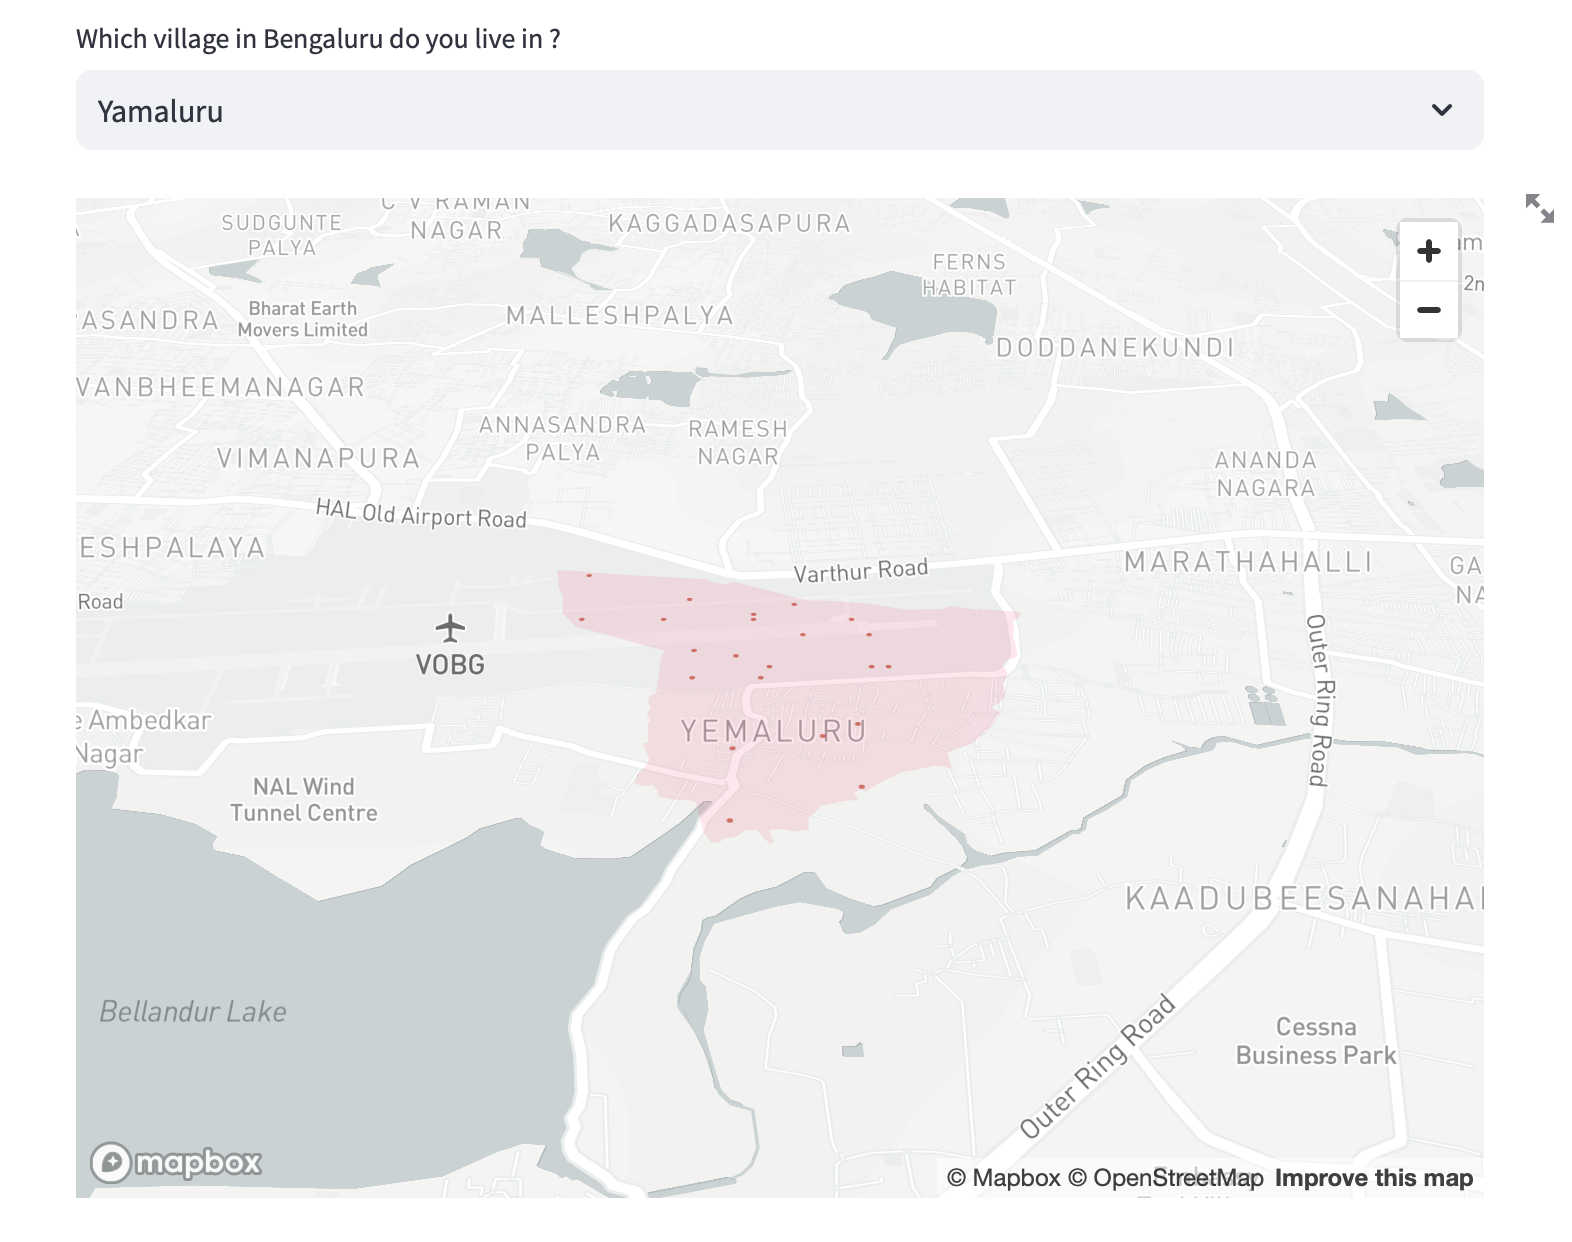 Which village in Bengaluru do you live in ?
Yamaluru
C V RAMAN
NAGAR
SUDGUNTE
PALYA
KAGGADASAPURA
FERNS
HABITAT
am
2n
Bharat Earth
Movers Limited
ASANDRA
MALLESHPALYA
DODDANEKUNDI
VANBHEEMANAGAR
ANNASANDRA
PALYA
RAMESH
NAGAR
VIMANAPURA
ANANDA
NAGARA
HAL Old Airport Road
ESHPALAYA
Varthur Road
MARATHAHALLI
GA
NA
Road
VOBG
Outer Ring Road
e Ambedkar
Nagar
YEMALURU
NAL Wind
Tunnel Centre
KAADUBEESANAHA
Bellandur Lake
Cessna
Business Park
Outer Ring Road
mapbox
© Mapbox © OpenStreetMap Improve this map